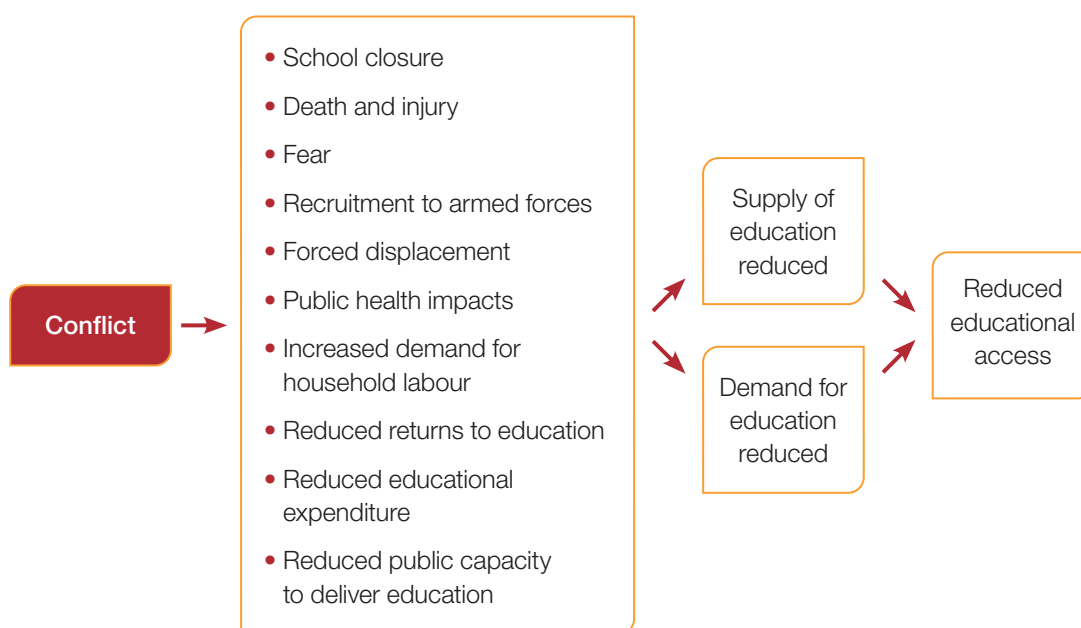 Conflict
• School closure
• Death and injury
• Fear
• Recruitment to armed forces
• Forced displacement
• Public health impacts
• Increased demand for
household labour
• Reduced returns to education
• Reduced educational
expenditure
• Reduced public capacity
to deliver education
Supply of
education
reduced
Demand for
education
reduced
Reduced
educational
access